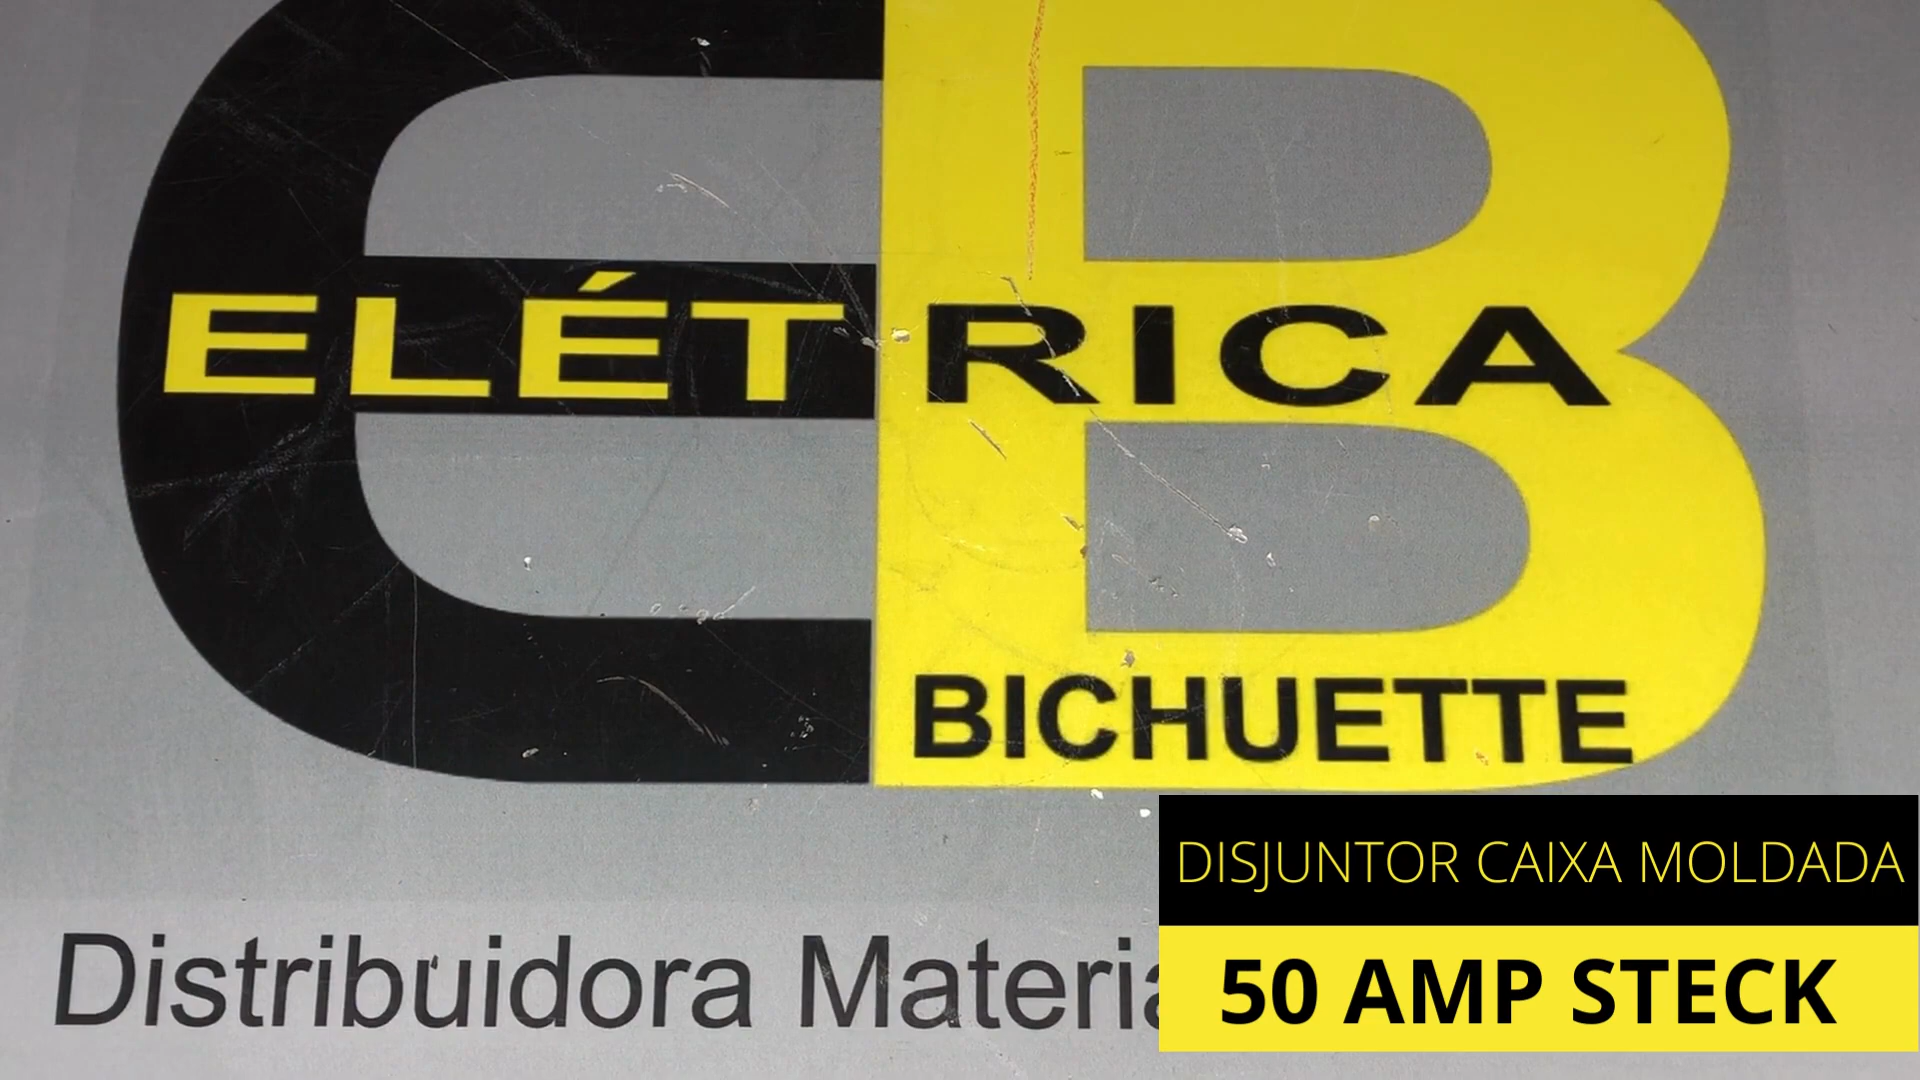 ELÉTRICA
BICHUETTE
Distribuidora Materia
DISJUNTOR CAIXA MOLDADA
50 AMP STECK